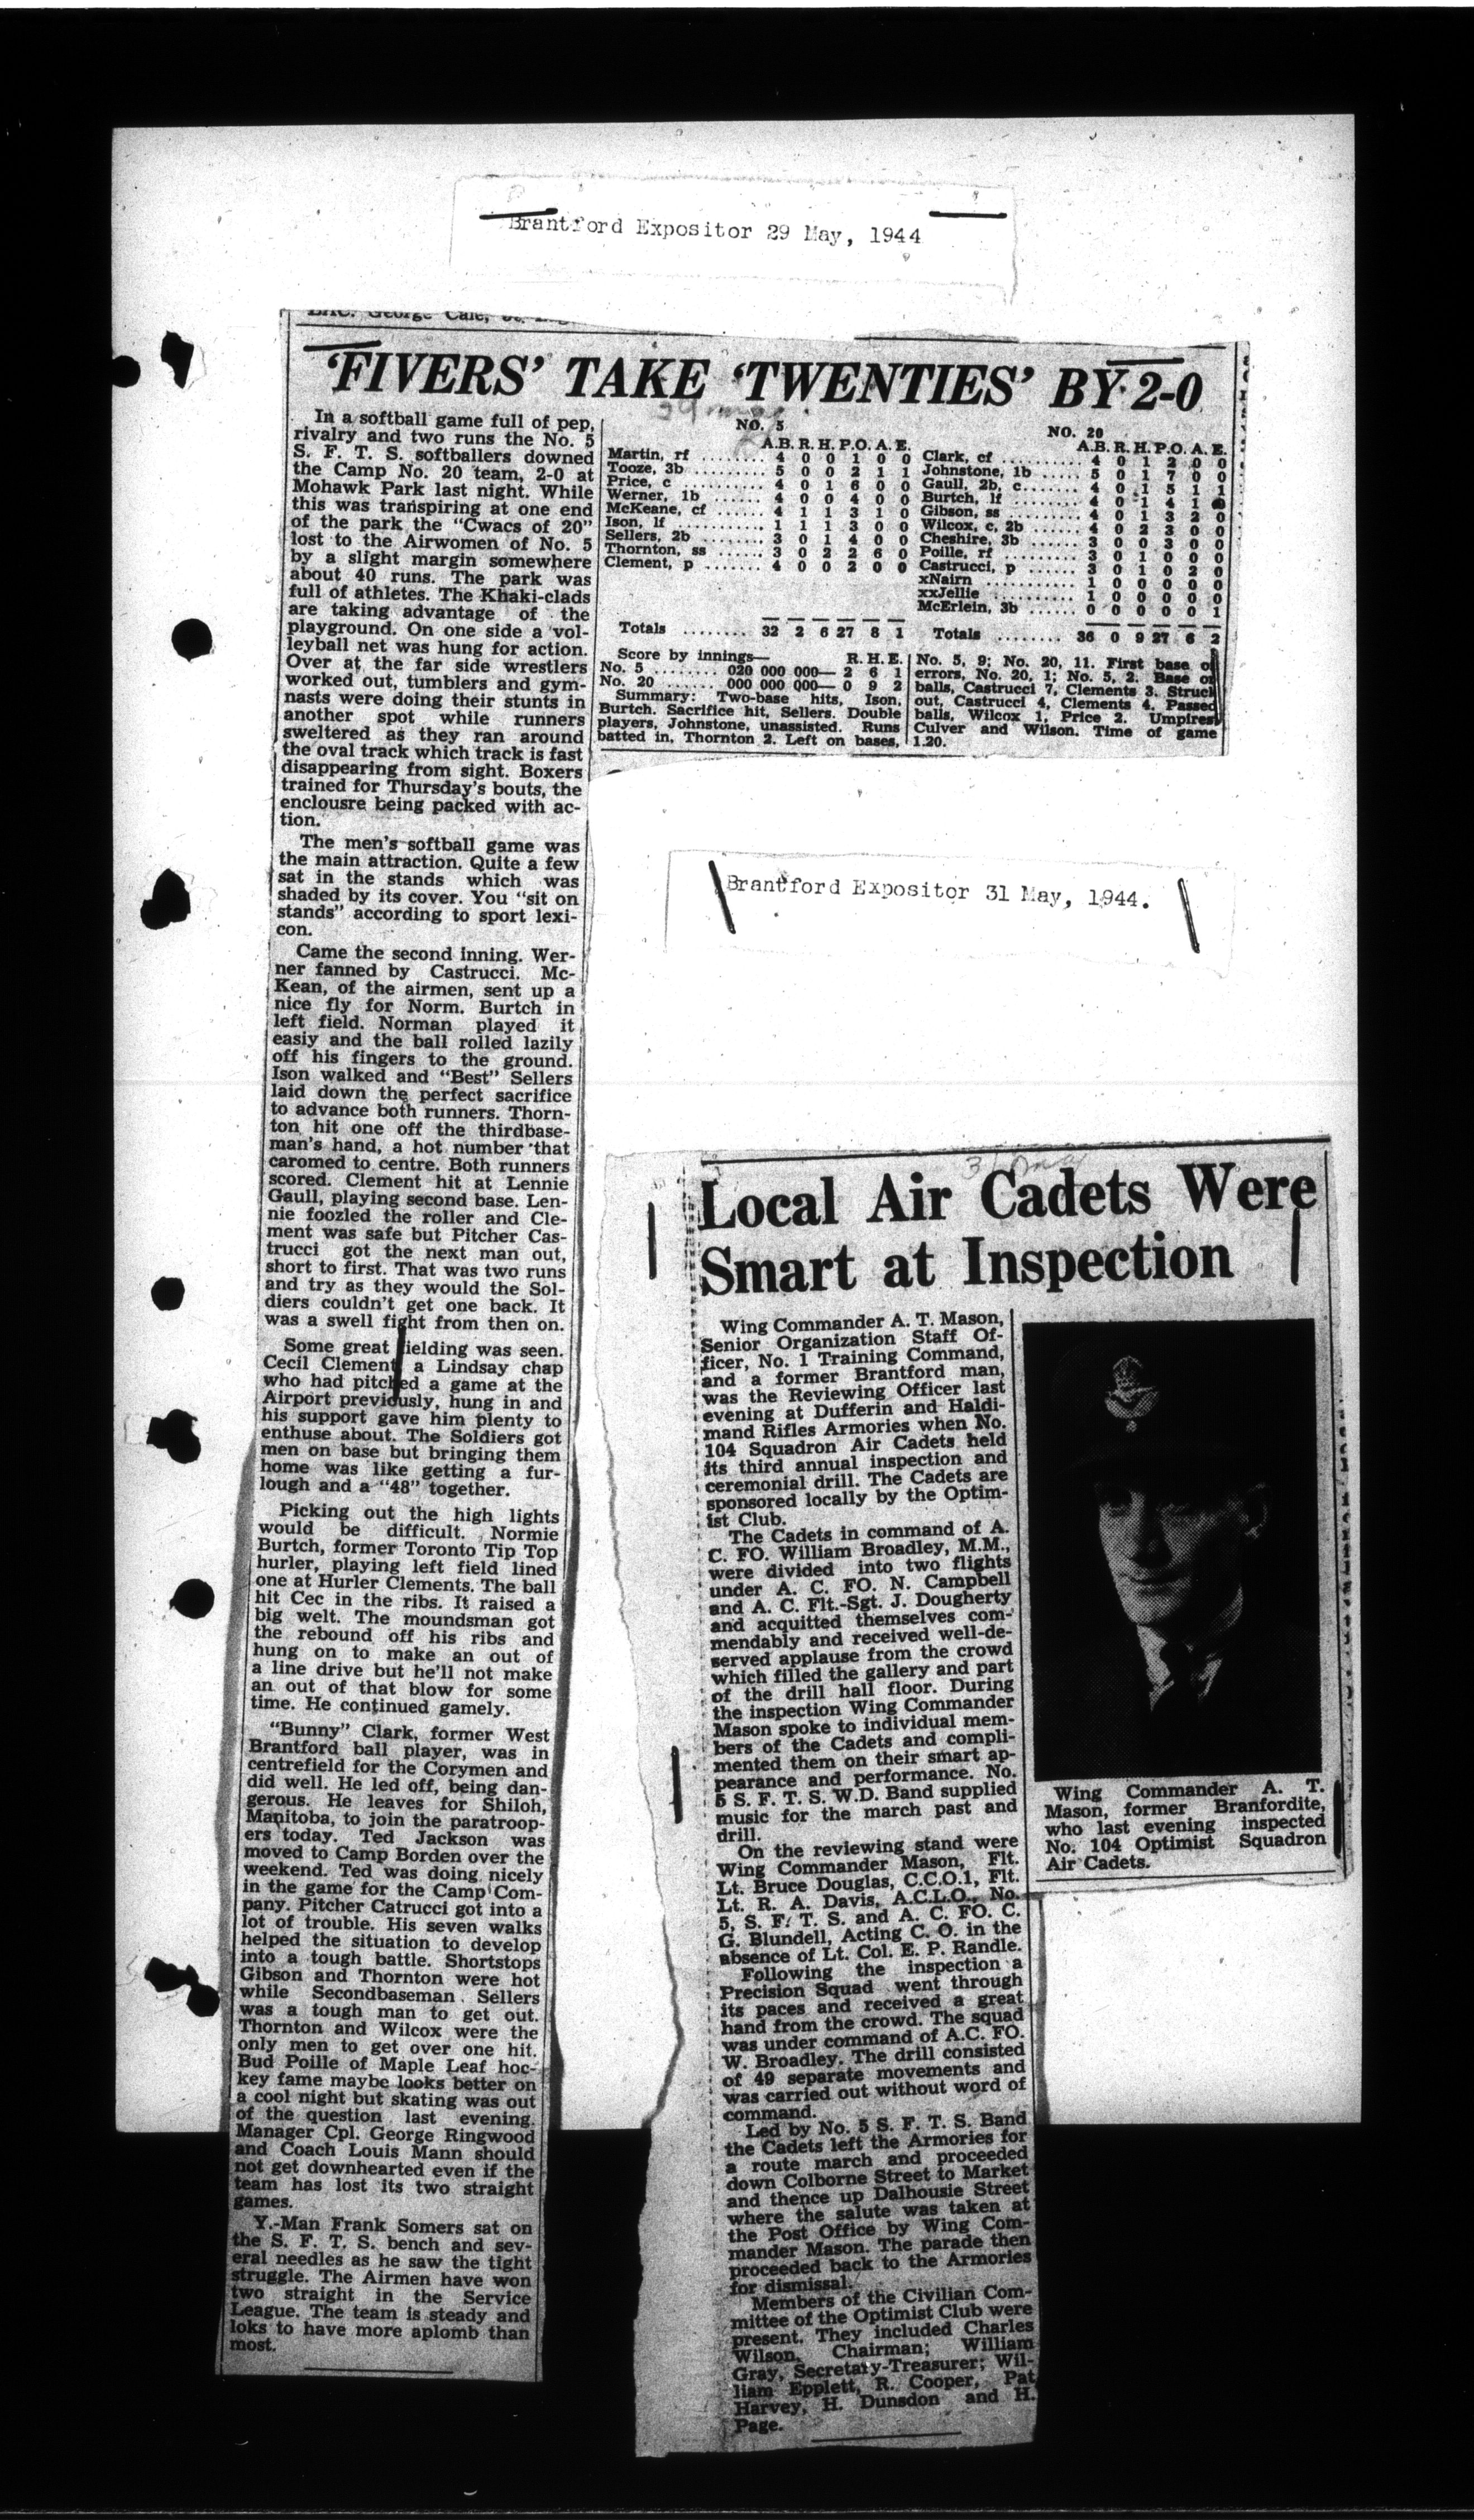 Brantford Expositor 29 May, 1944
LAC. George Cale,
'FIVERS' TAKE 'TWENTIES' BY 2-0
In a softball game full of pep,
rivalry and two runs the No. 5
S. F. T. S. softballers downed
the Camp No. 20 team, 2-0 at
Mohawk Park last night. While
this was transpiring at one end
of the park the "Cwacs of 20"
lost to the Airwomen of No. 5
by a slight margin somewhere
about 40 runs. The park was
full of athletes. The Khaki-clads
are taking advantage of the
playground. On one side a vol-
leyball net was hung for action.
Over at the far side wrestlers
worked out, tumblers and gym-
nasts were doing their stunts in
another spot while runners
sweltered as they ran around
the oval track which track is fast
disappearing from sight. Boxers
trained for Thursday's bouts, the
enclousre being packed with ac-
tion.
The men's softball game was
the main attraction. Quite a few
sat in the stands which was
shaded by its cover. You "sit on
stands" according to sport lexi-
con.
Came the second inning. Wer-
ner fanned by Castrucci. Mc-
Kean, of the airmen, sent up a
nice fly for Norm. Burtch in
left field. Norman played it
easiy and the ball rolled lazily
off his fingers to the ground.
Ison walked and "Best" Sellers
laid down the perfect sacrifice
to advance both runners. Thorn-
ton hit one off the thirdbase-
man's hand, a hot number that
caromed to centre. Both runners
scored. Clement hit at Lennie
Gaull, playing second base. Len-
nie foozled the roller and Cle-
ment was safe but Pitcher Cas-
trucci got the next man out,
short to first. That was two runs
and try as they would the Sol-
diers couldn't get one back. It
was a swell fight from then on.
Some great fielding was seen.
Cecil Clement a Lindsay chap
who had pitched a game at the
Airport previously, hung in and
his support gave him plenty to
enthuse about. The Soldiers got
men on base but bringing them
home was like getting a fur-
lough and a "48" together.
Picking out the high lights
would be difficult. Normie
Burtch, former Toronto Tip Top
hurler, playing left field lined
one at Hurler Clements. The ball
hit Cec in the ribs. It raised a
big welt. The moundsman got
the rebound off his ribs and
hung on to make an out of
a line drive but he'll not make
an out of that blow for some
time. He continued gamely.
"Bunny" Clark, former West
Brantford ball player, was in
centrefield for the Corymen and
did well. He led off, being dan-
gerous. He leaves for Shiloh,
Manitoba, to join the paratroop-
ers today. Ted Jackson was
moved to Camp Borden over the
weekend. Ted was doing nicely
in the game for the Camp Com-
pany. Pitcher Catrucci got into a
lot of trouble. His seven walks
helped the situation to develop
into a tough battle. Shortstops
Gibson and Thornton were hot
while Secondbaseman Sellers
was a tough man to get out.
Thornton and Wilcox were the
only men to get over one hit.
Bud Poille of Maple Leaf hoc-
key fame maybe looks better on
a cool night but skating was out
of the question last evening.
Manager Cpl. George Ringwood
and Coach Louis Mann should
not get downhearted even if the
team has lost its two straight
games.
Y.-Man Frank Somers sat on
the S. F. T. S. bench and sev-
eral needles as he saw the tight
struggle. The Airmen have won
two straight in the Service
League. The team is steady and
loks to have more aplomb than
most.
NO. 5
A.B. R. H. P.O. A. E.
Martin, rf ........ 4 0 0 1 0 0
Tooze, 3b ......... 5 0 0 2 1 1
Price, c .......... 4 0 1 6 0 0
Werner, 1b ...... 4 0 0 4 0 0
McKeane, cf ..... 4 1 1 3 1 0
Ison, lf ........... 1 1 1 3 0 0
Sellers, 2b ........ 3 0 1 4 0 0
Thornton, ss ...... 3 0 2 2 6 0
Clement, p ....... 4 0 0 2 0 0
Totals ........ 32 2 6 27 8 1
NO. 20
A.B. R. H. P.O. A. E.
Clark, cf .......... 4 0 1 2 0 0
Johnstone, 1b ..... 5 0 1 7 0 0
Gaull, 2b, c ...... 4 0 1 5 1 1
Burtch, lf ........ 4 0 1 4 1 0
Gibson, ss ........ 4 0 1 3 2 0
Wilcox, c, 2b ..... 4 0 2 3 0 0
Cheshire, 3b ...... 3 0 0 3 0 0
Poille, rf ......... 3 0 1 0 0 0
Castrucci, p ...... 3 0 1 0 2 0
xNairn ........... 1 0 0 0 0 0
xxJellie .......... 1 0 0 0 0 0
McErlein, 3b ...... 0 0 0 0 0 1
Totals ........ 36 0 9 27 6 2
Score by innings— R. H. E.
No. 5 ........ 020 000 000— 2 6 1
No. 20 ...... 000 000 000— 0 9 2
Summary: Two-base hits, Ison,
Burtch. Sacrifice hit, Sellers. Double
players, Johnstone, unassisted. Runs
batted in, Thornton 2. Left on bases,
No. 5, 9; No. 20, 11. First base on
errors, No. 20, 1; No. 5, 2. Base on
balls, Castrucci 7, Clements 3. Struck
out, Castrucci 4, Clements 4. Passed
balls, Wilcox 1, Price 2. Umpires
Culver and Wilson. Time of game
1.20.
Brantford Expositor 31 May, 1944.
31 May
Local Air Cadets Were
Smart at Inspection
Wing Commander A. T. Mason,
Senior Organization Staff Of-
ficer, No. 1 Training Command,
and a former Brantford man,
was the Reviewing Officer last
evening at Dufferin and Haldi-
mand Rifles Armories when No.
104 Squadron Air Cadets held
its third annual inspection and
ceremonial drill. The Cadets are
sponsored locally by the Optim-
ist Club.
The Cadets in command of A.
C. FO. William Broadley, M.M.,
were divided into two flights
under A. C. FO. N. Campbell
and A. C. Flt.-Sgt. J. Dougherty
and acquitted themselves com-
mendably and received well-de-
served applause from the crowd
which filled the gallery and part
of the drill hall floor. During
the inspection Wing Commander
Mason spoke to individual mem-
bers of the Cadets and compli-
mented them on their smart ap-
pearance and performance. No.
5 S. F. T. S. W.D. Band supplied
music for the march past and
drill.
On the reviewing stand were
Wing Commander Mason, Flt.
Lt. Bruce Douglas, C.C.O.1, Flt.
Lt. R. A. Davis, A.C.L.O., No.
5, S. F. T. S. and A. C. FO. C.
G. Blundell, Acting C. O. in the
absence of Lt. Col. E. P. Randle.
Following the inspection a
Precision Squad went through
its paces and received a great
hand from the crowd. The squad
was under command of A.C. FO.
W. Broadley. The drill consisted
of 49 separate movements and
was carried out without word of
command.
Led by No. 5 S. F. T. S. Band
the Cadets left the Armories for
a route march and proceeded
down Colborne Street to Market
and thence up Dalhousie Street
where the salute was taken at
the Post Office by Wing Com-
mander Mason. The parade then
proceeded back to the Armories
for dismissal.
Members of the Civilian Com-
mittee of the Optimist Club were
present. They included Charles
Wilson, Chairman; William
Gray, Secretary-Treasurer; Wil-
liam Epplett, R. Cooper, Pat
Harvey, H. Dunsdon and H.
Page.
Wing Commander A. T.
Mason, former Branfordite,
who last evening inspected
No. 104 Optimist Squadron
Air Cadets.